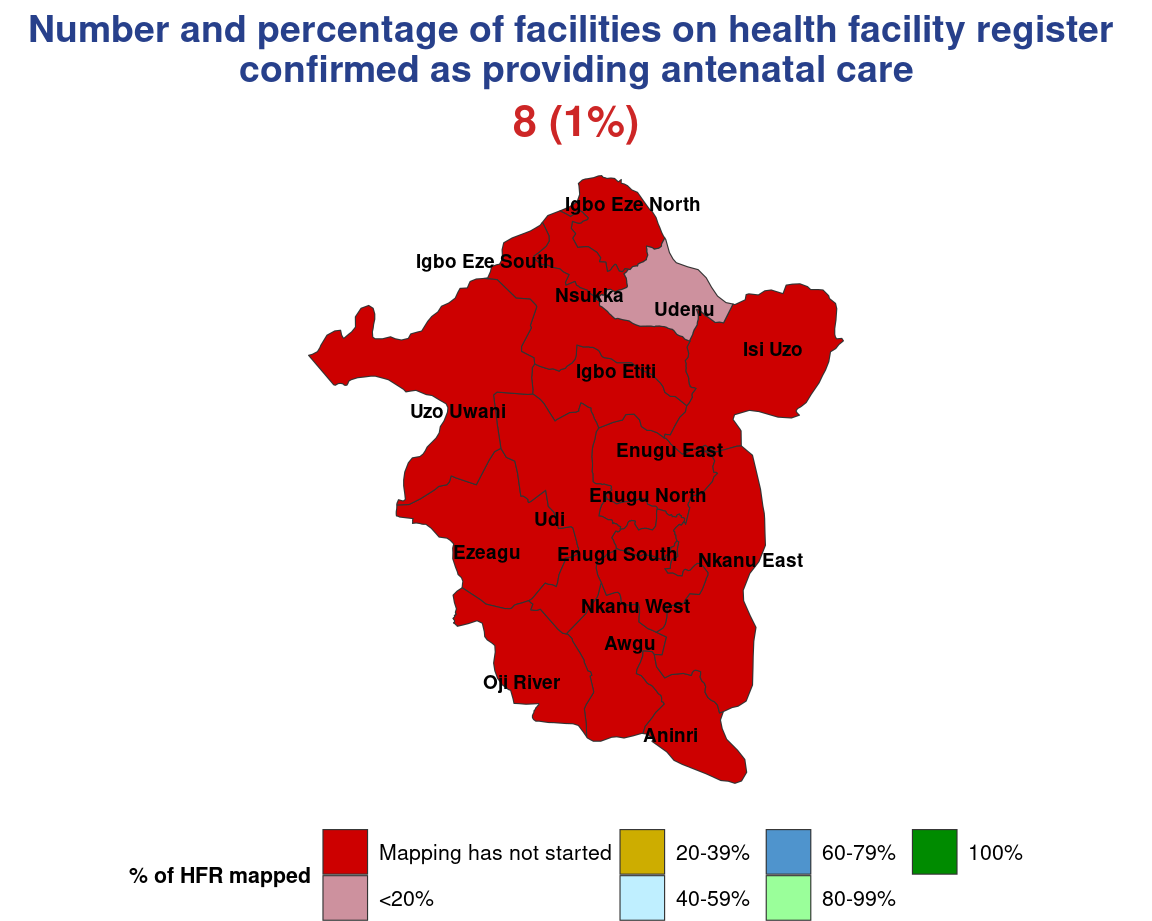 Number and percentage of facilities on health facility register
confirmed as providing antenatal care
8 (1%)
Igbo Eze North
Igbo Eze South
Nsukka
Udenu
Isi Uzo
Igbo Etiti
Uzo Uwani
Enugu East
Enugu North
Udi
Ezeagu
Enugu South
Nkanu East
Nkanu West
Awgu
Oji River
Aninri
% of HFR mapped
Mapping has not started
<20%
20-39%
40-59%
60-79%
80-99%
100%